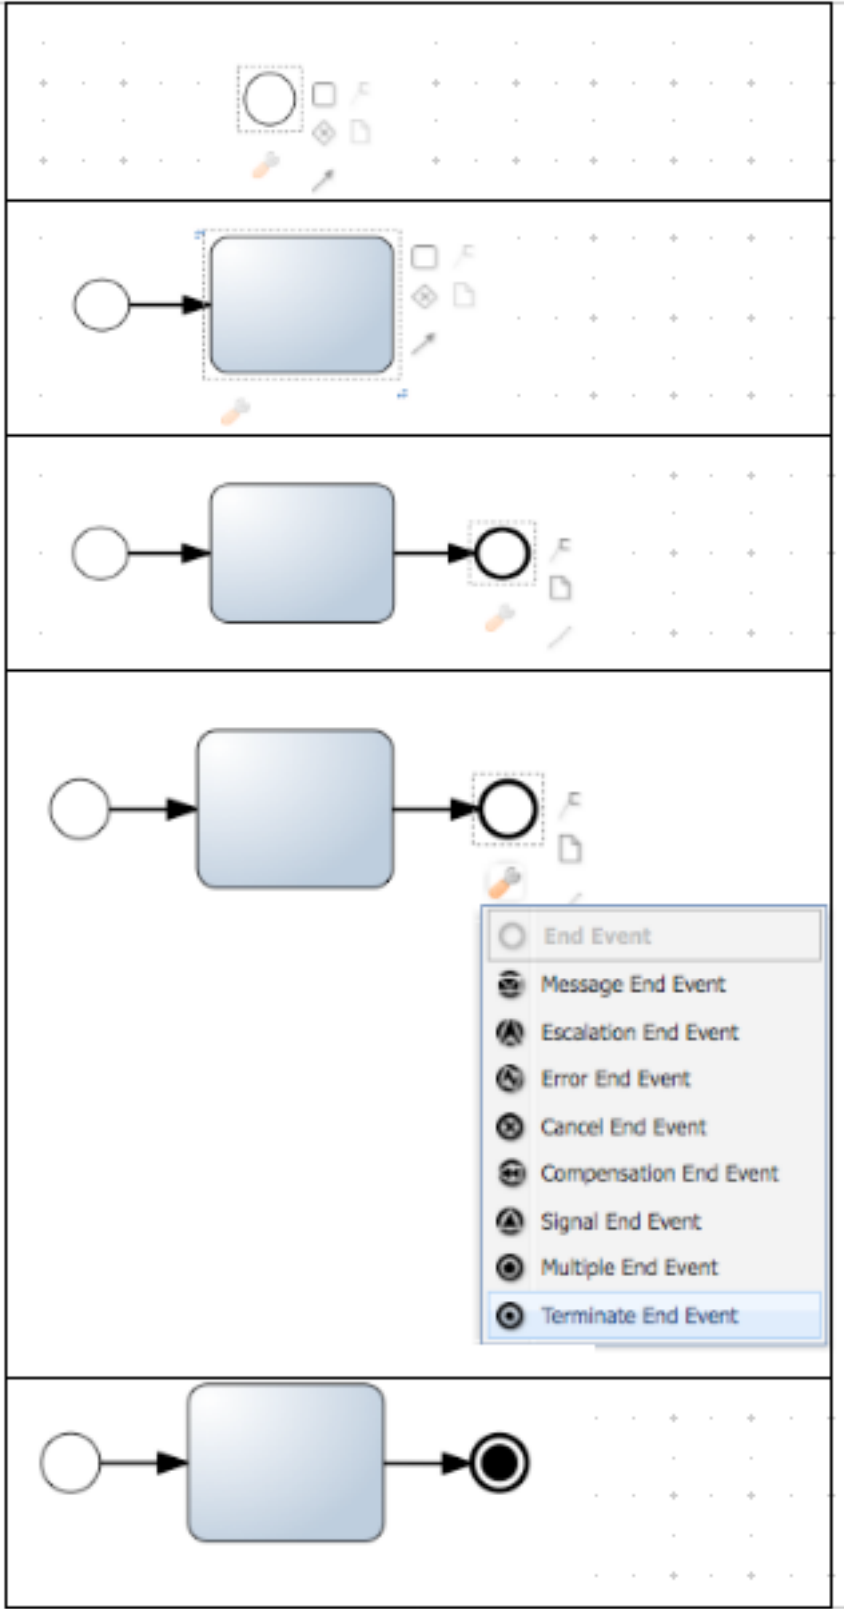 End Event
Message End Event
Escalation End Event
Error End Event
Cancel End Event
Compensation End Event
Signal End Event
Multiple End Event
Terminate End Event